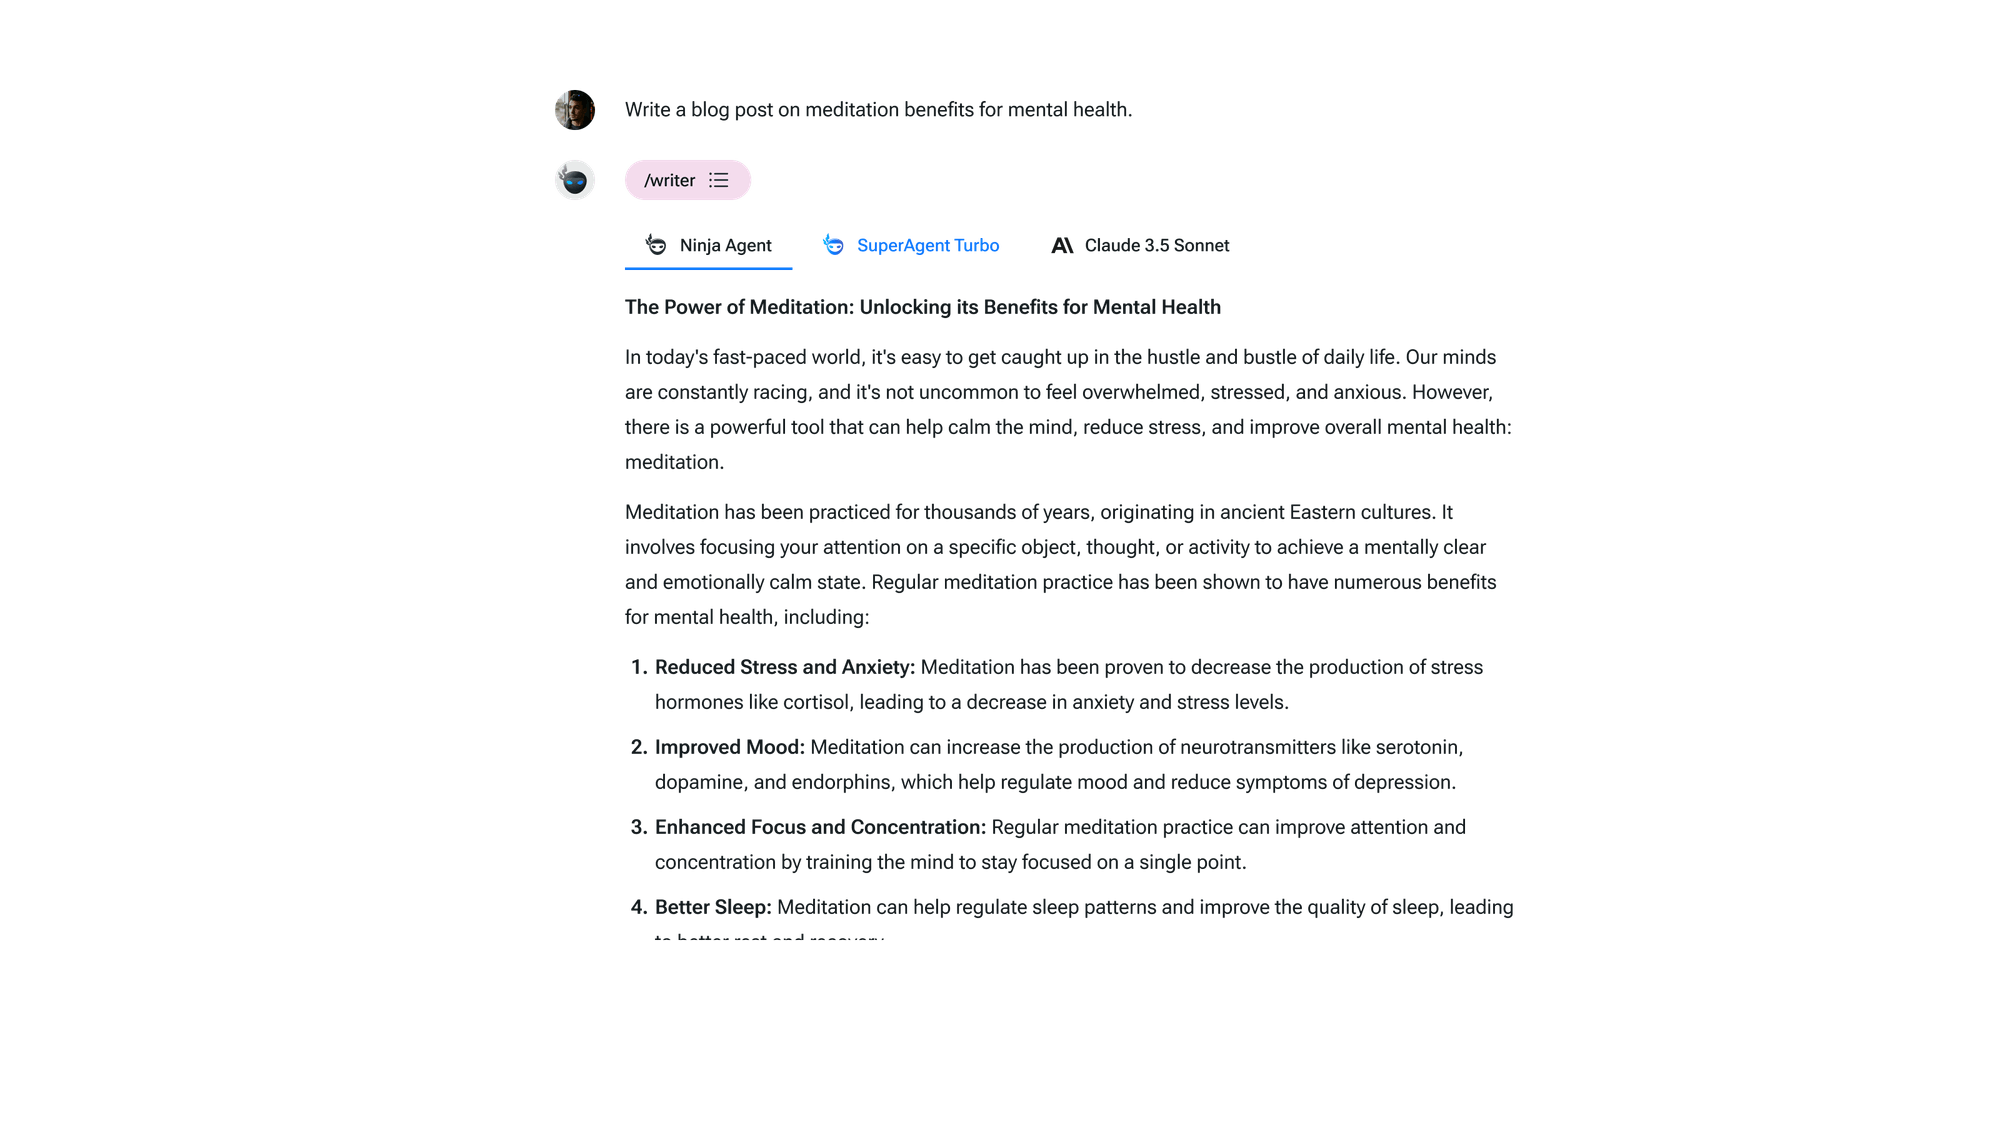 Write a blog post on meditation benefits for mental health.
/writer
Ninja Agent SuperAgent Turbo Claude 3.5 Sonnet
The Power of Meditation: Unlocking its Benefits for Mental Health
In today's fast-paced world, it's easy to get caught up in the hustle and bustle of daily life. Our minds
are constantly racing, and it's not uncommon to feel overwhelmed, stressed, and anxious. However,
there is a powerful tool that can help calm the mind, reduce stress, and improve overall mental health:
meditation.
Meditation has been practiced for thousands of years, originating in ancient Eastern cultures. It
involves focusing your attention on a specific object, thought, or activity to achieve a mentally clear
and emotionally calm state. Regular meditation practice has been shown to have numerous benefits
for mental health, including:
1. Reduced Stress and Anxiety: Meditation has been proven to decrease the production of stress
hormones like cortisol, leading to a decrease in anxiety and stress levels.
2. Improved Mood: Meditation can increase the production of neurotransmitters like serotonin,
dopamine, and endorphins, which help regulate mood and reduce symptoms of depression.
3. Enhanced Focus and Concentration: Regular meditation practice can improve attention and
concentration by training the mind to stay focused on a single point.
4. Better Sleep: Meditation can help regulate sleep patterns and improve the quality of sleep, leading
to better rest and recovery.